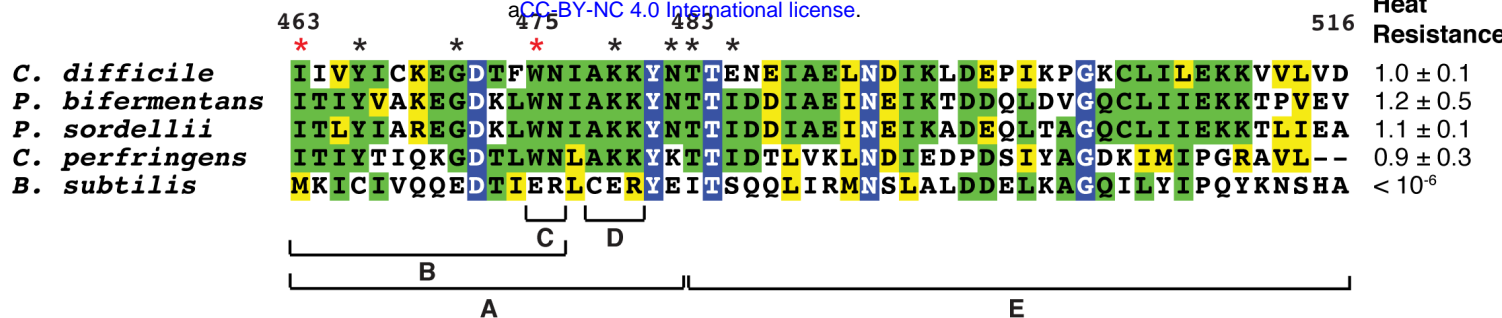 aCC-BY-NC 4.0 International license.
463 475 483 516 Heat Resistance
* * * * * * * *
C. difficile IIVYICKEGDTFWNIAKKYNTTENEIAELNDIKLDEPIKPGKCLILEKKVVLVD 1.0 ± 0.1
P. bifermentans ITIYVAKEGDKLWNIAKKYNTTIDDIAEINEIKTDDQLDVGQCLIIEKKTPVEV 1.2 ± 0.5
P. sordellii ITLYIAREGDKLWNIAKKYNTTIDDIAEINEIKADEQLTAGQCLIIEKKTLIEA 1.1 ± 0.1
C. perfringens ITIYTIQKGDTLWNLAKKYKTTIDTLVKLNDIEDPDSIYAGDKIMIPGRAVL-- 0.9 ± 0.3
B. subtilis MKICIVQQEDTIERLCERYEITSQQLIRMNSLALDDELKAGQILYIPQYKNSHA < 10-6
C D
B
A E